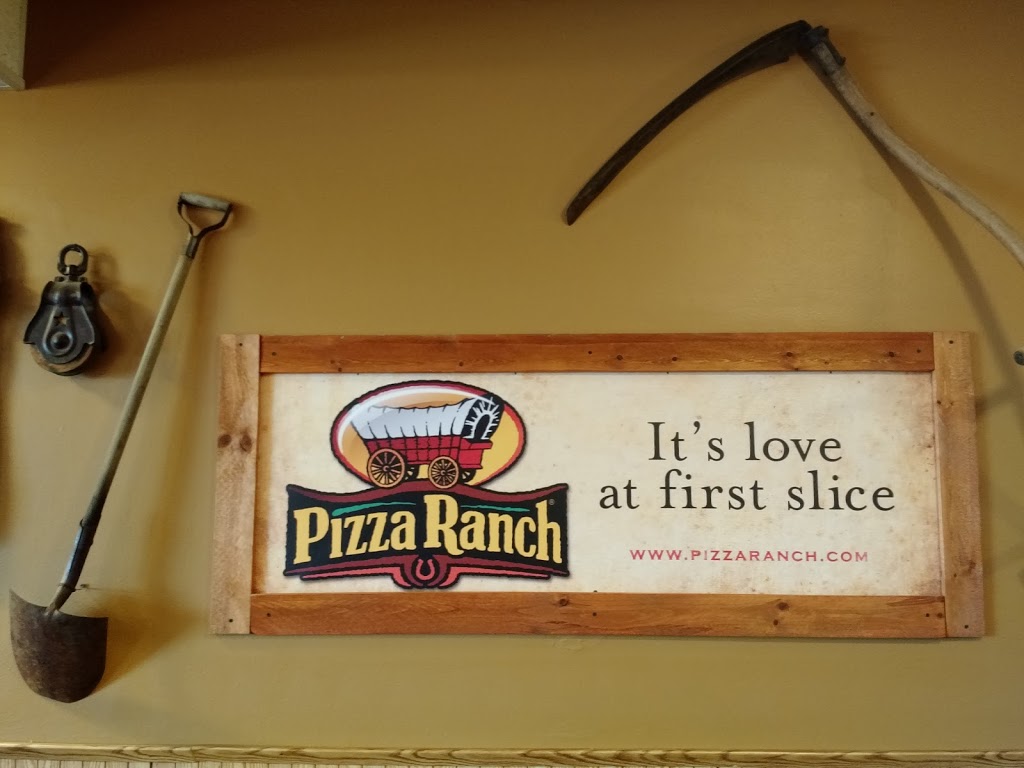 Pizza Ranch®
It's love
at first slice
WWW.PIZZARANCH.COM